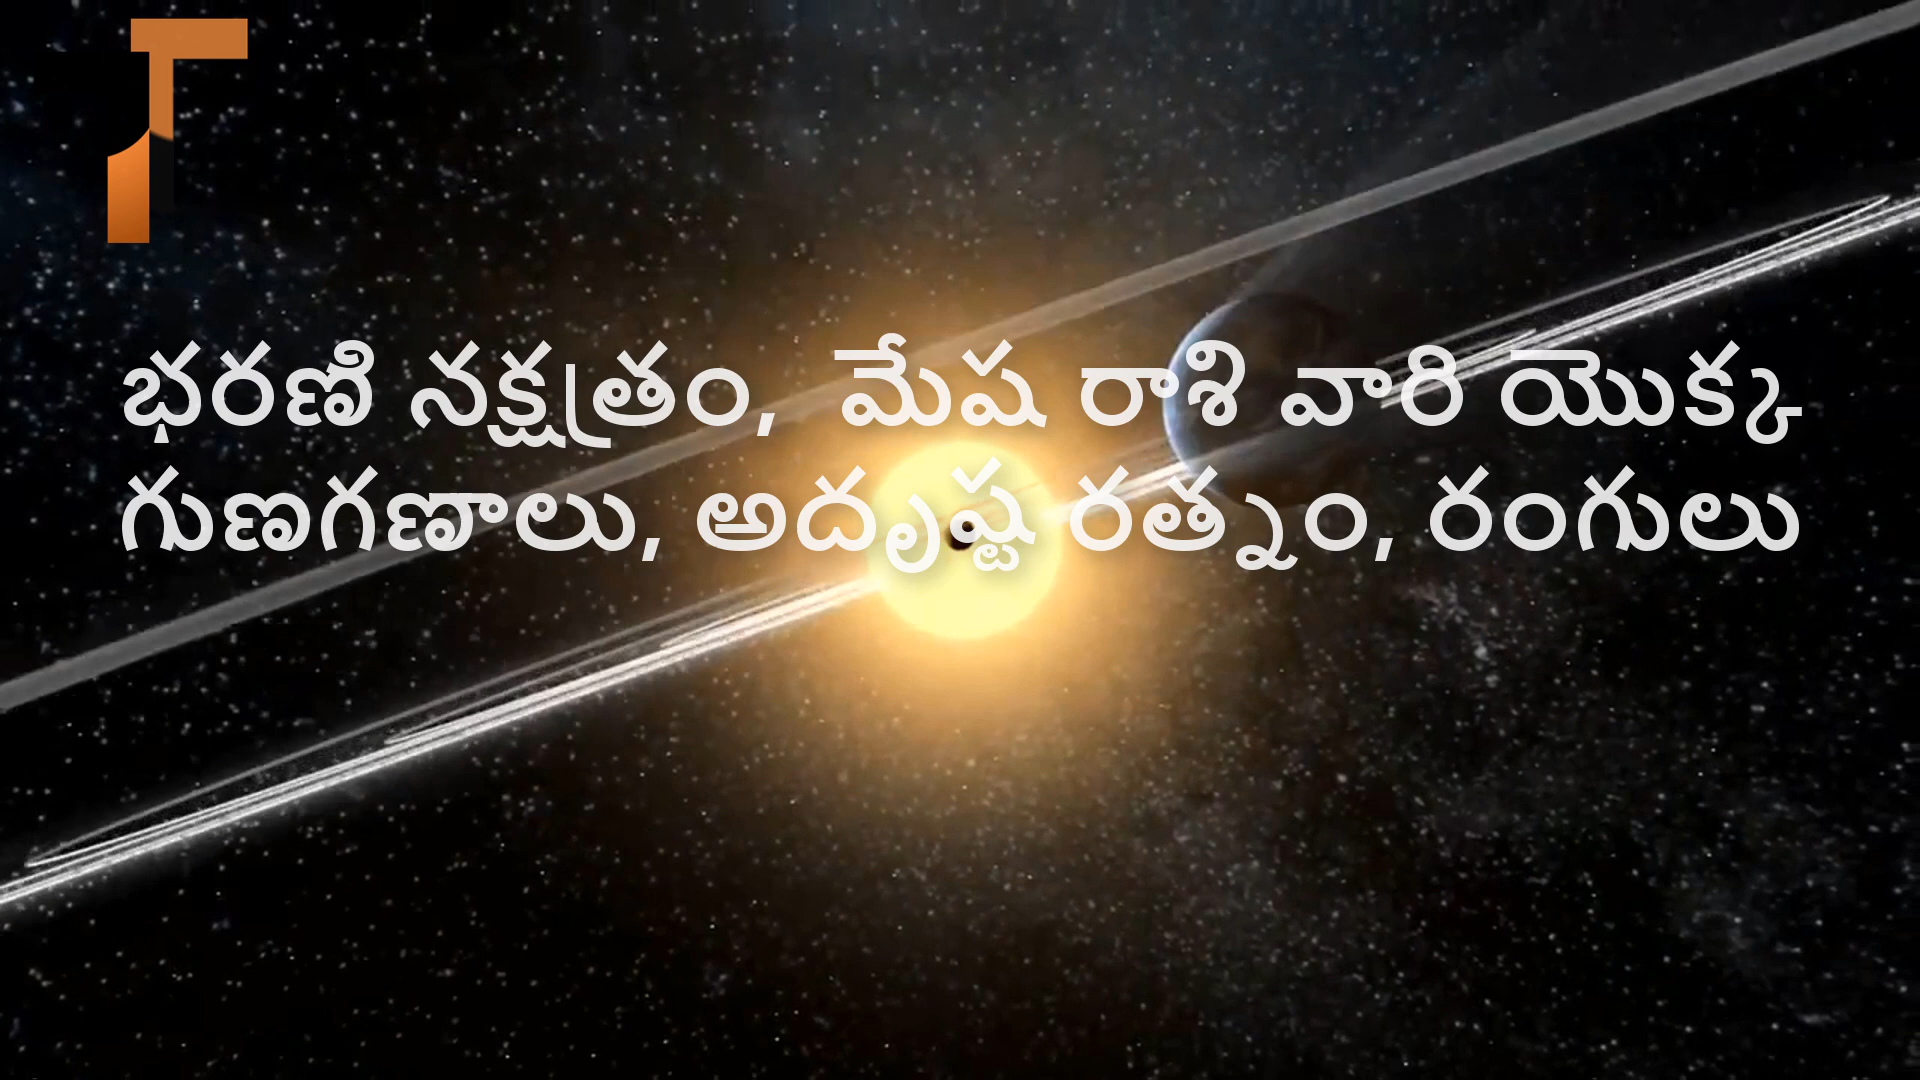 భరణి నక్షత్రం,  మేష రాశి వారి యొక్క
గుణగణాలు, అదృష్ట రత్నం, రంగులు